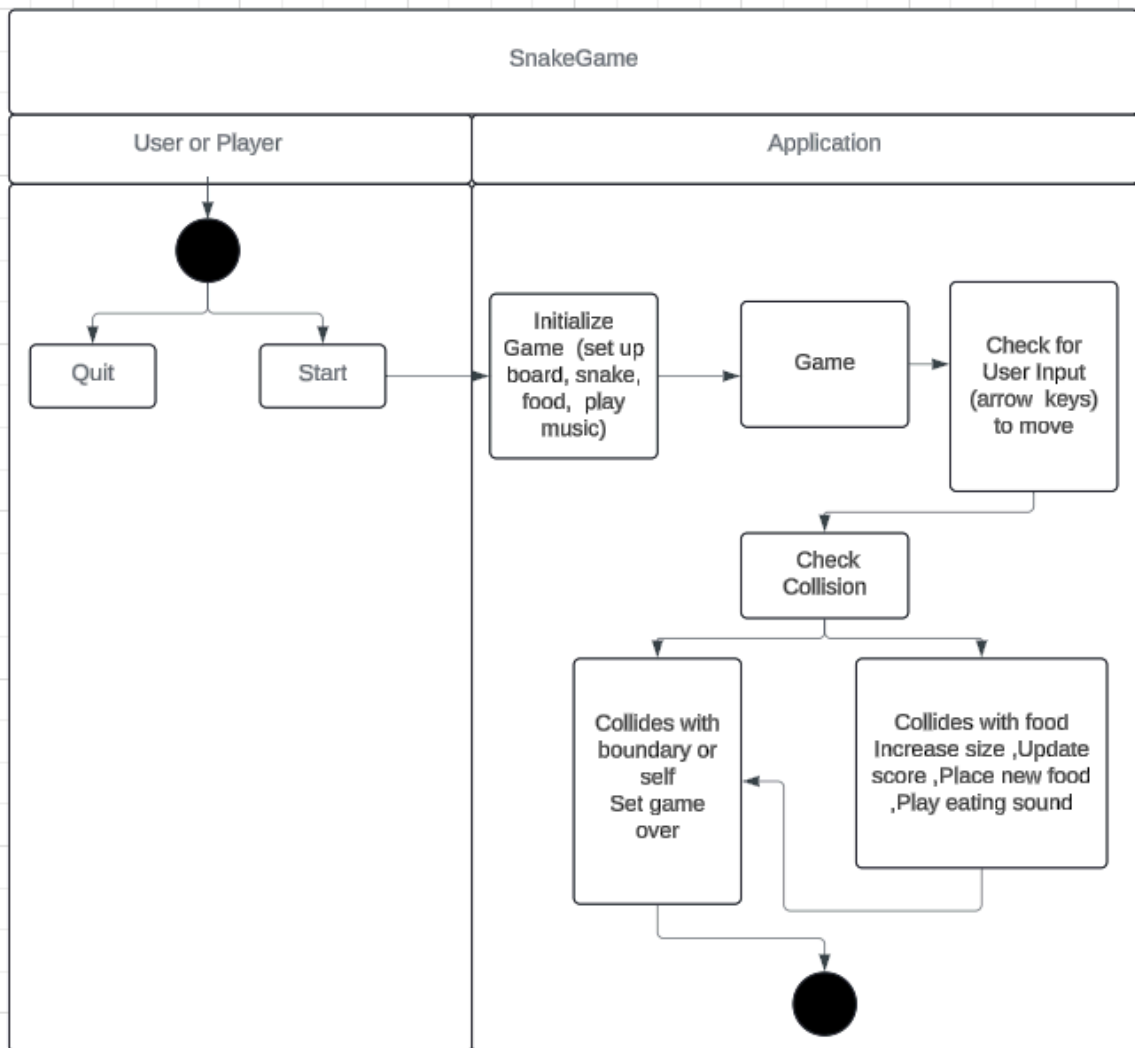 SnakeGame
User or Player
Application
Quit
Start
Initialize
Game (set up
board, snake,
food, play
music)
Game
Check for
User Input
(arrow keys)
to move
Check
Collision
Collides with
boundary or
self
Set game
over
Collides with food
Increase size ,Update
score ,Place new food
,Play eating sound